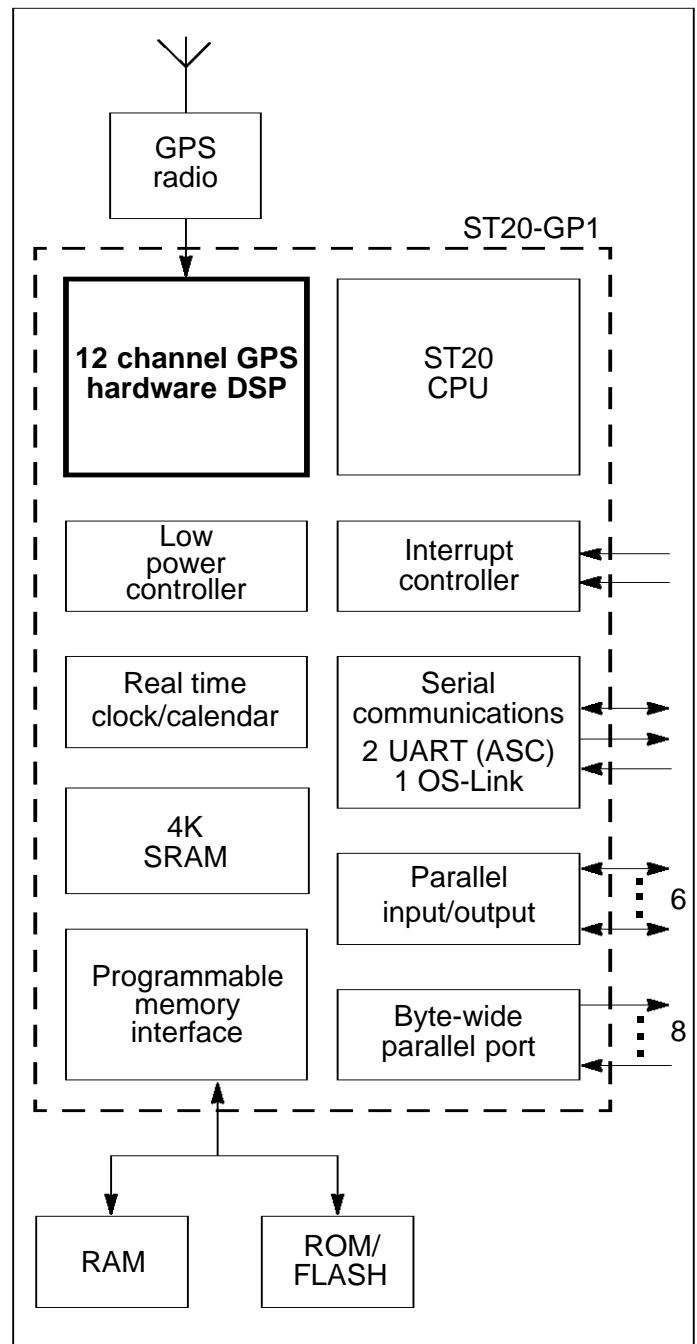 GPS
radio
ST20-GP1
12 channel GPS
hardware DSP
ST20
CPU
Low
power
controller
Interrupt
controller
Real time
clock/calendar
Serial
communications
2 UART (ASC)
1 OS-Link
4K
SRAM
Parallel
input/output
6
Programmable
memory
interface
Byte-wide
parallel port
8
RAM
ROM/
FLASH